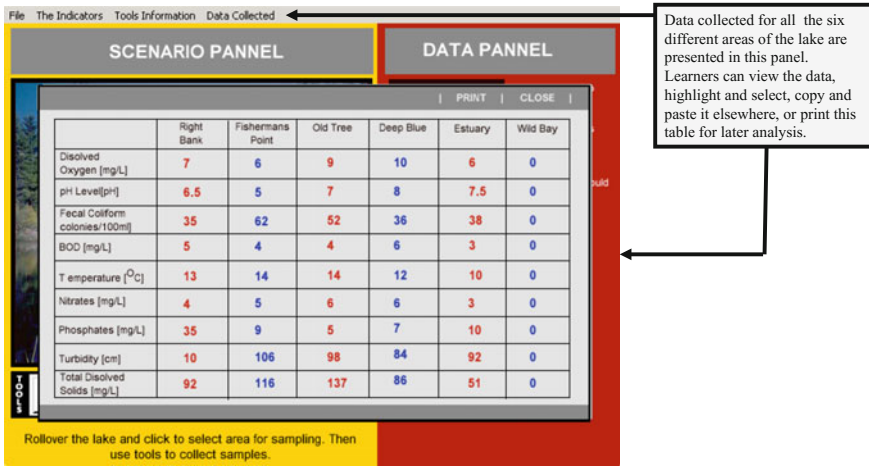 File The Indicators Tools Information Data Collected
SCENARIO PANNEL
DATA PANNEL
Data collected for all the six
different areas of the lake are
presented in this panel.
Learners can view the data,
highlight and select, copy and
paste it elsewhere, or print this
table for later analysis.
| PRINT | CLOSE |
Right Bank Fishermans Point Old Tree Deep Blue Estuary Wild Bay
Disolved Oxygen [mg/L] 7 6 9 10 6 0
pH Level[pH] 6.5 5 7 8 7.5 0
Fecal Coliform colonies/100ml] 35 62 52 36 38 0
BOD [mg/L] 5 4 4 6 3 0
T emperature [OC] 13 14 14 12 10 0
Nitrates [mg/L] 4 5 6 6 3 0
Phosphates [mg/L] 35 9 5 7 10 0
Turbidity [cm] 10 106 98 84 92 0
Total Disolved Solids [mg/L] 92 116 137 86 51 0
TOOLS
Rollover the lake and click to select area for sampling. Then
use tools to collect samples.